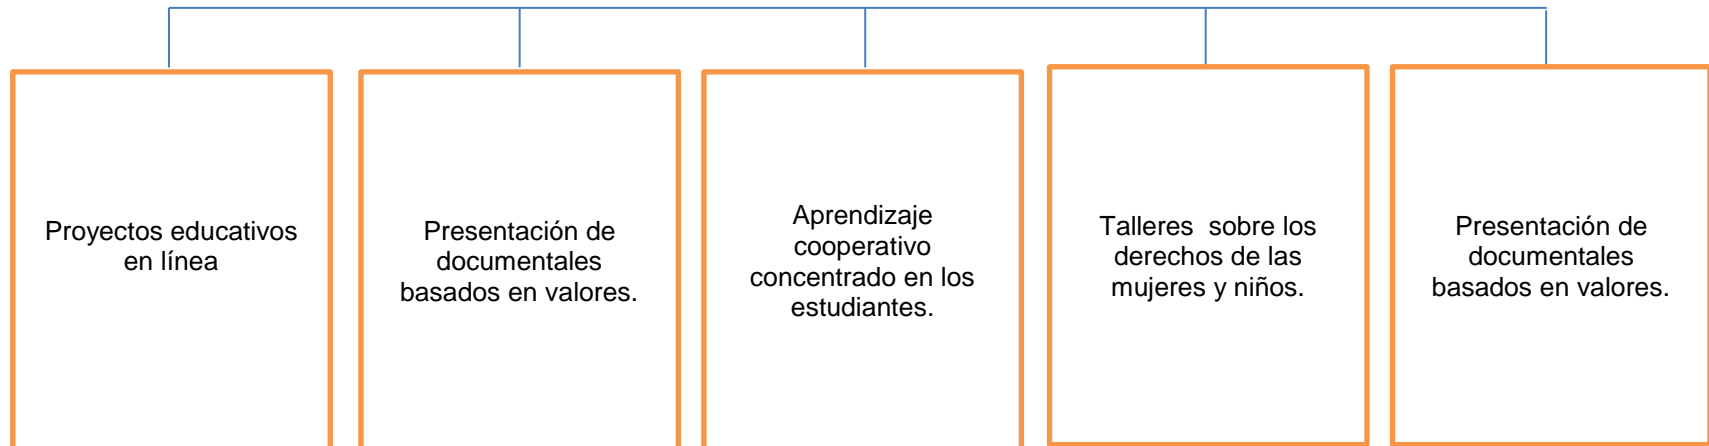 Proyectos educativos
en línea
Presentación de
documentales
basados en valores.
Aprendizaje
cooperativo
concentrado en los
estudiantes.
Talleres  sobre los
derechos de las
mujeres y niños.
Presentación de
documentales
basados en valores.